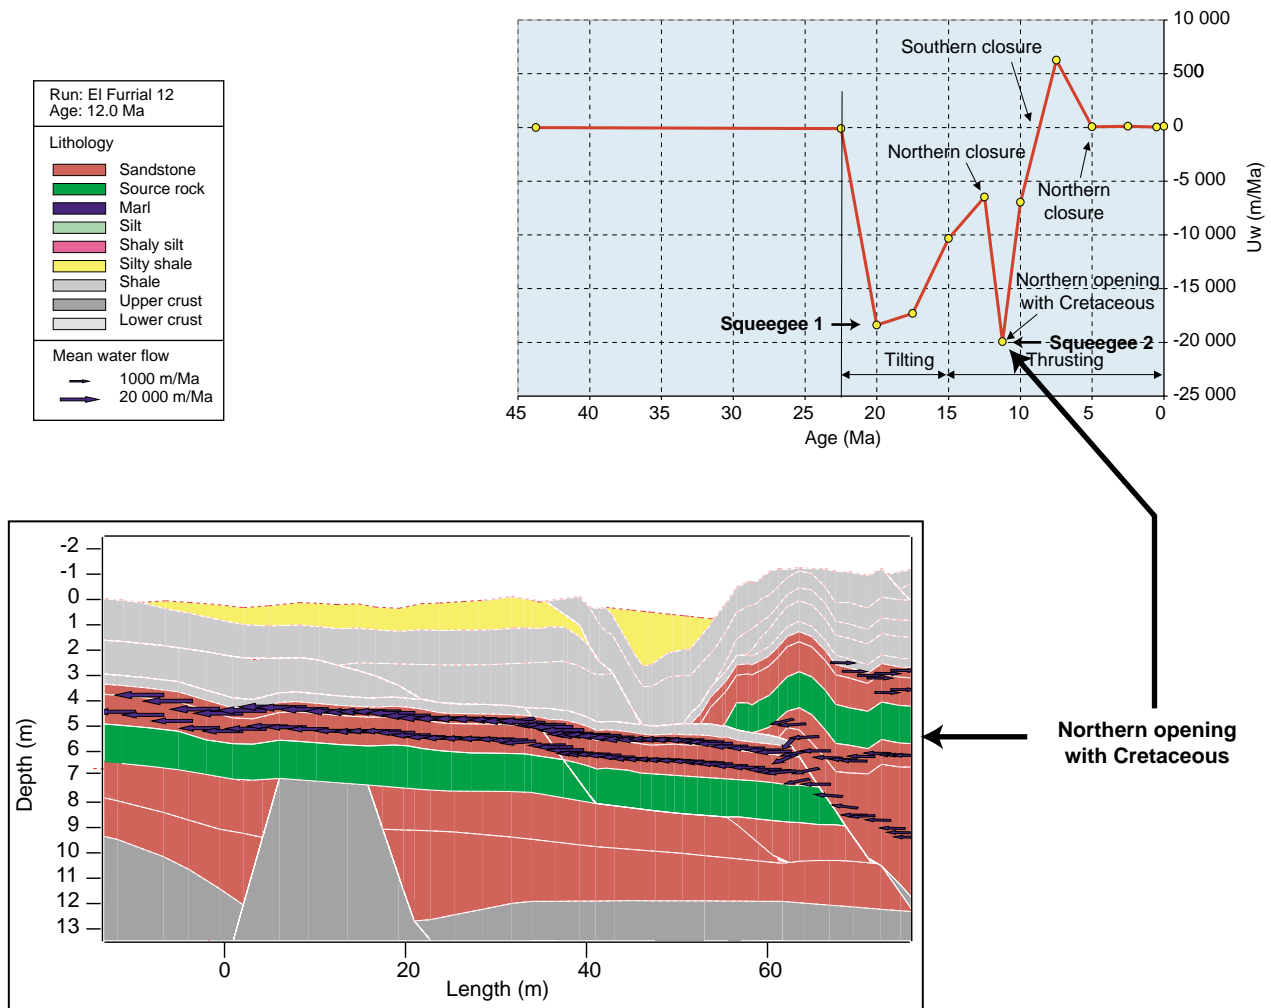 Run: El Furrial 12
Age: 12.0 Ma
Lithology
Sandstone
Source rock
Marl
Silt
Shaly silt
Silty shale
Shale
Upper crust
Lower crust
Mean water flow
1000 m/Ma
20 000 m/Ma
10 000
500
0
-5 000
-10 000
-15 000
-20 000
-25 000
Uw (m/Ma)
Southern closure
Northern closure
Northern
closure
Northern opening
with Cretaceous
Squeegee 1
Squeegee 2
Tilting
Thrusting
45
40
35
30
25
20
15
10
5
0
Age (Ma)
-2
-1
0
1
2
3
4
5
6
7
8
9
10
11
12
13
Depth (m)
0
20
40
60
Length (m)
Northern opening
with Cretaceous